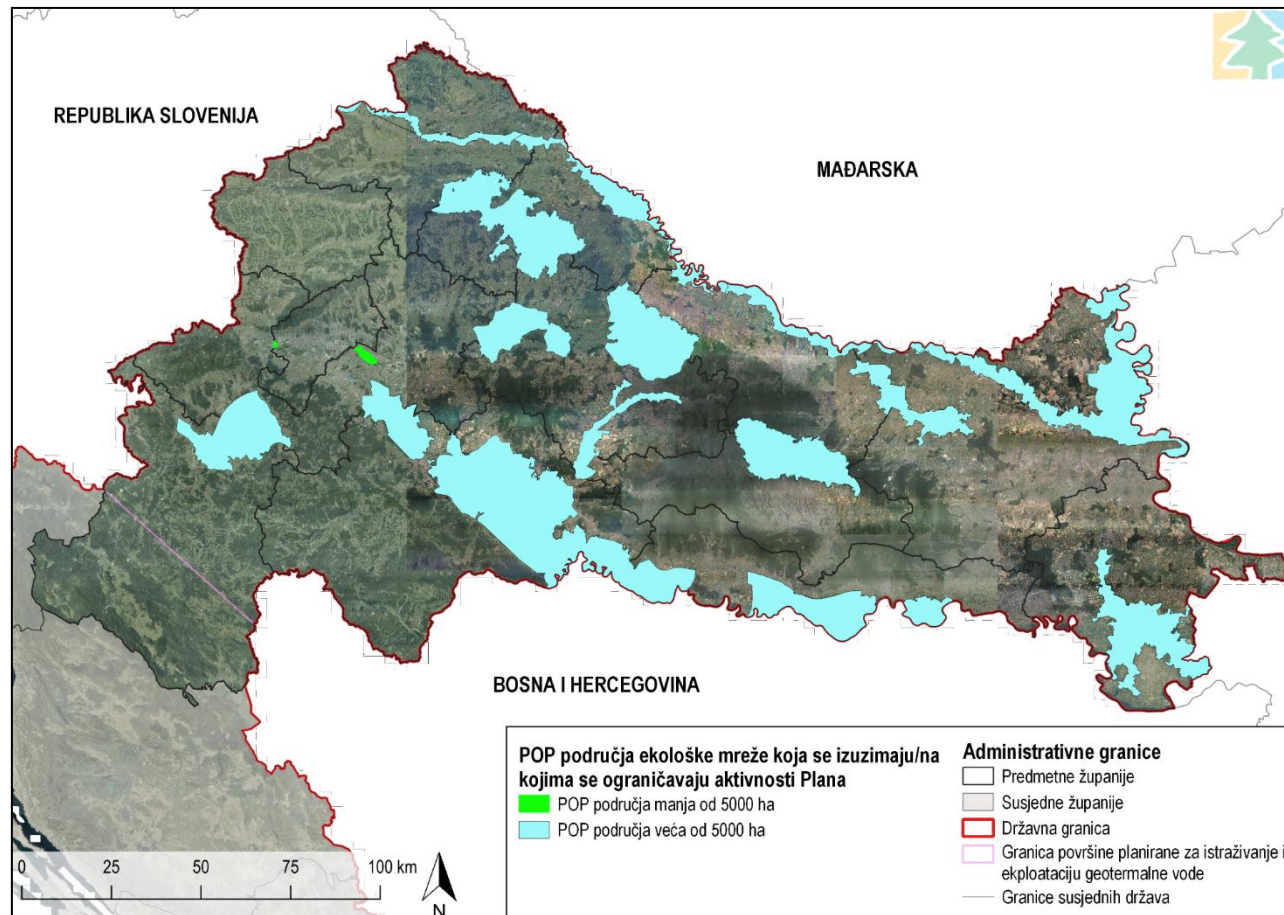 REPUBLIKA SLOVENIJA
MAĐARSKA
BOSNA I HERCEGOVINA
POP područja ekološke mreže koja se izuzimaju/na
kojima se ograničavaju aktivnosti Plana
POP područja manja od 5000 ha
POP područja veća od 5000 ha
Administrativne granice
Predmetne županije
Susjedne županije
Državna granica
Granica površine planirane za istraživanje i
ekploataciju geotermalne vode
Granice susjednih država
0 25 50 75 100 km
N